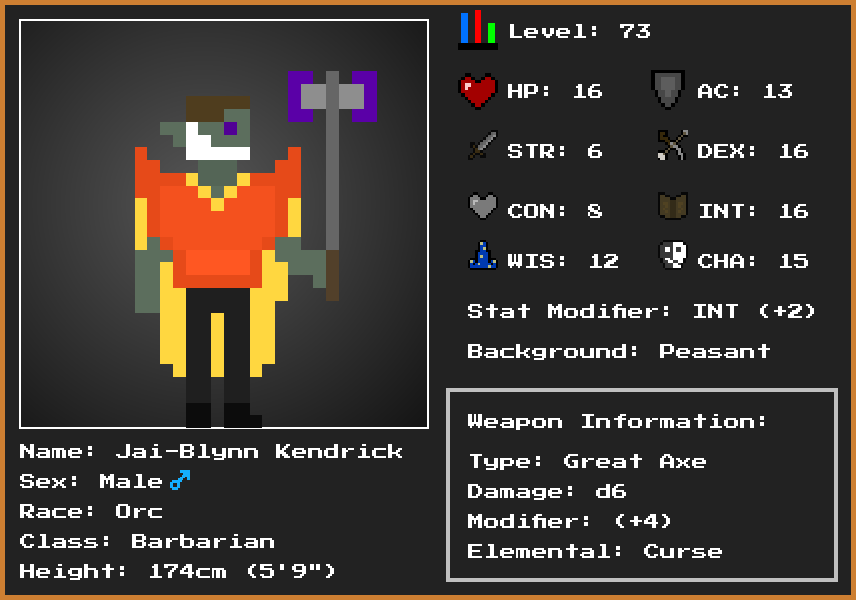 Level: 73
HP: 16
AC: 13
STR: 6
DEX: 16
CON: 8
INT: 16
WIS: 12
CHA: 15
Stat Modifier: INT (+2)
Background: Peasant
Weapon Information:
Type: Great Axe
Damage: d6
Modifier: (+4)
Elemental: Curse
Name: Jai-Blynn Kendrick
Sex: Male ♂
Race: Orc
Class: Barbarian
Height: 174cm (5'9")